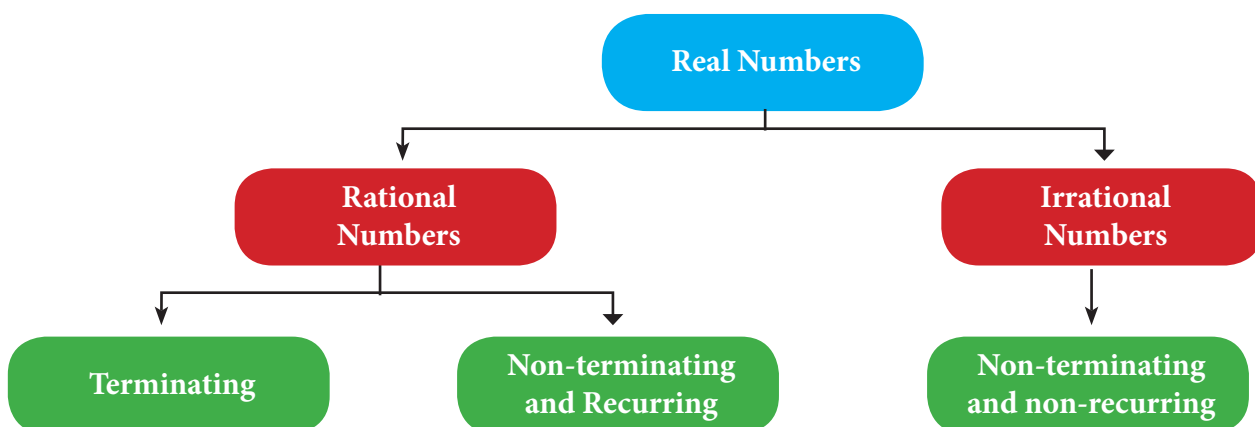 Real Numbers
Rational
Numbers
Irrational
Numbers
Terminating
Non-terminating
and Recurring
Non-terminating
and non-recurring